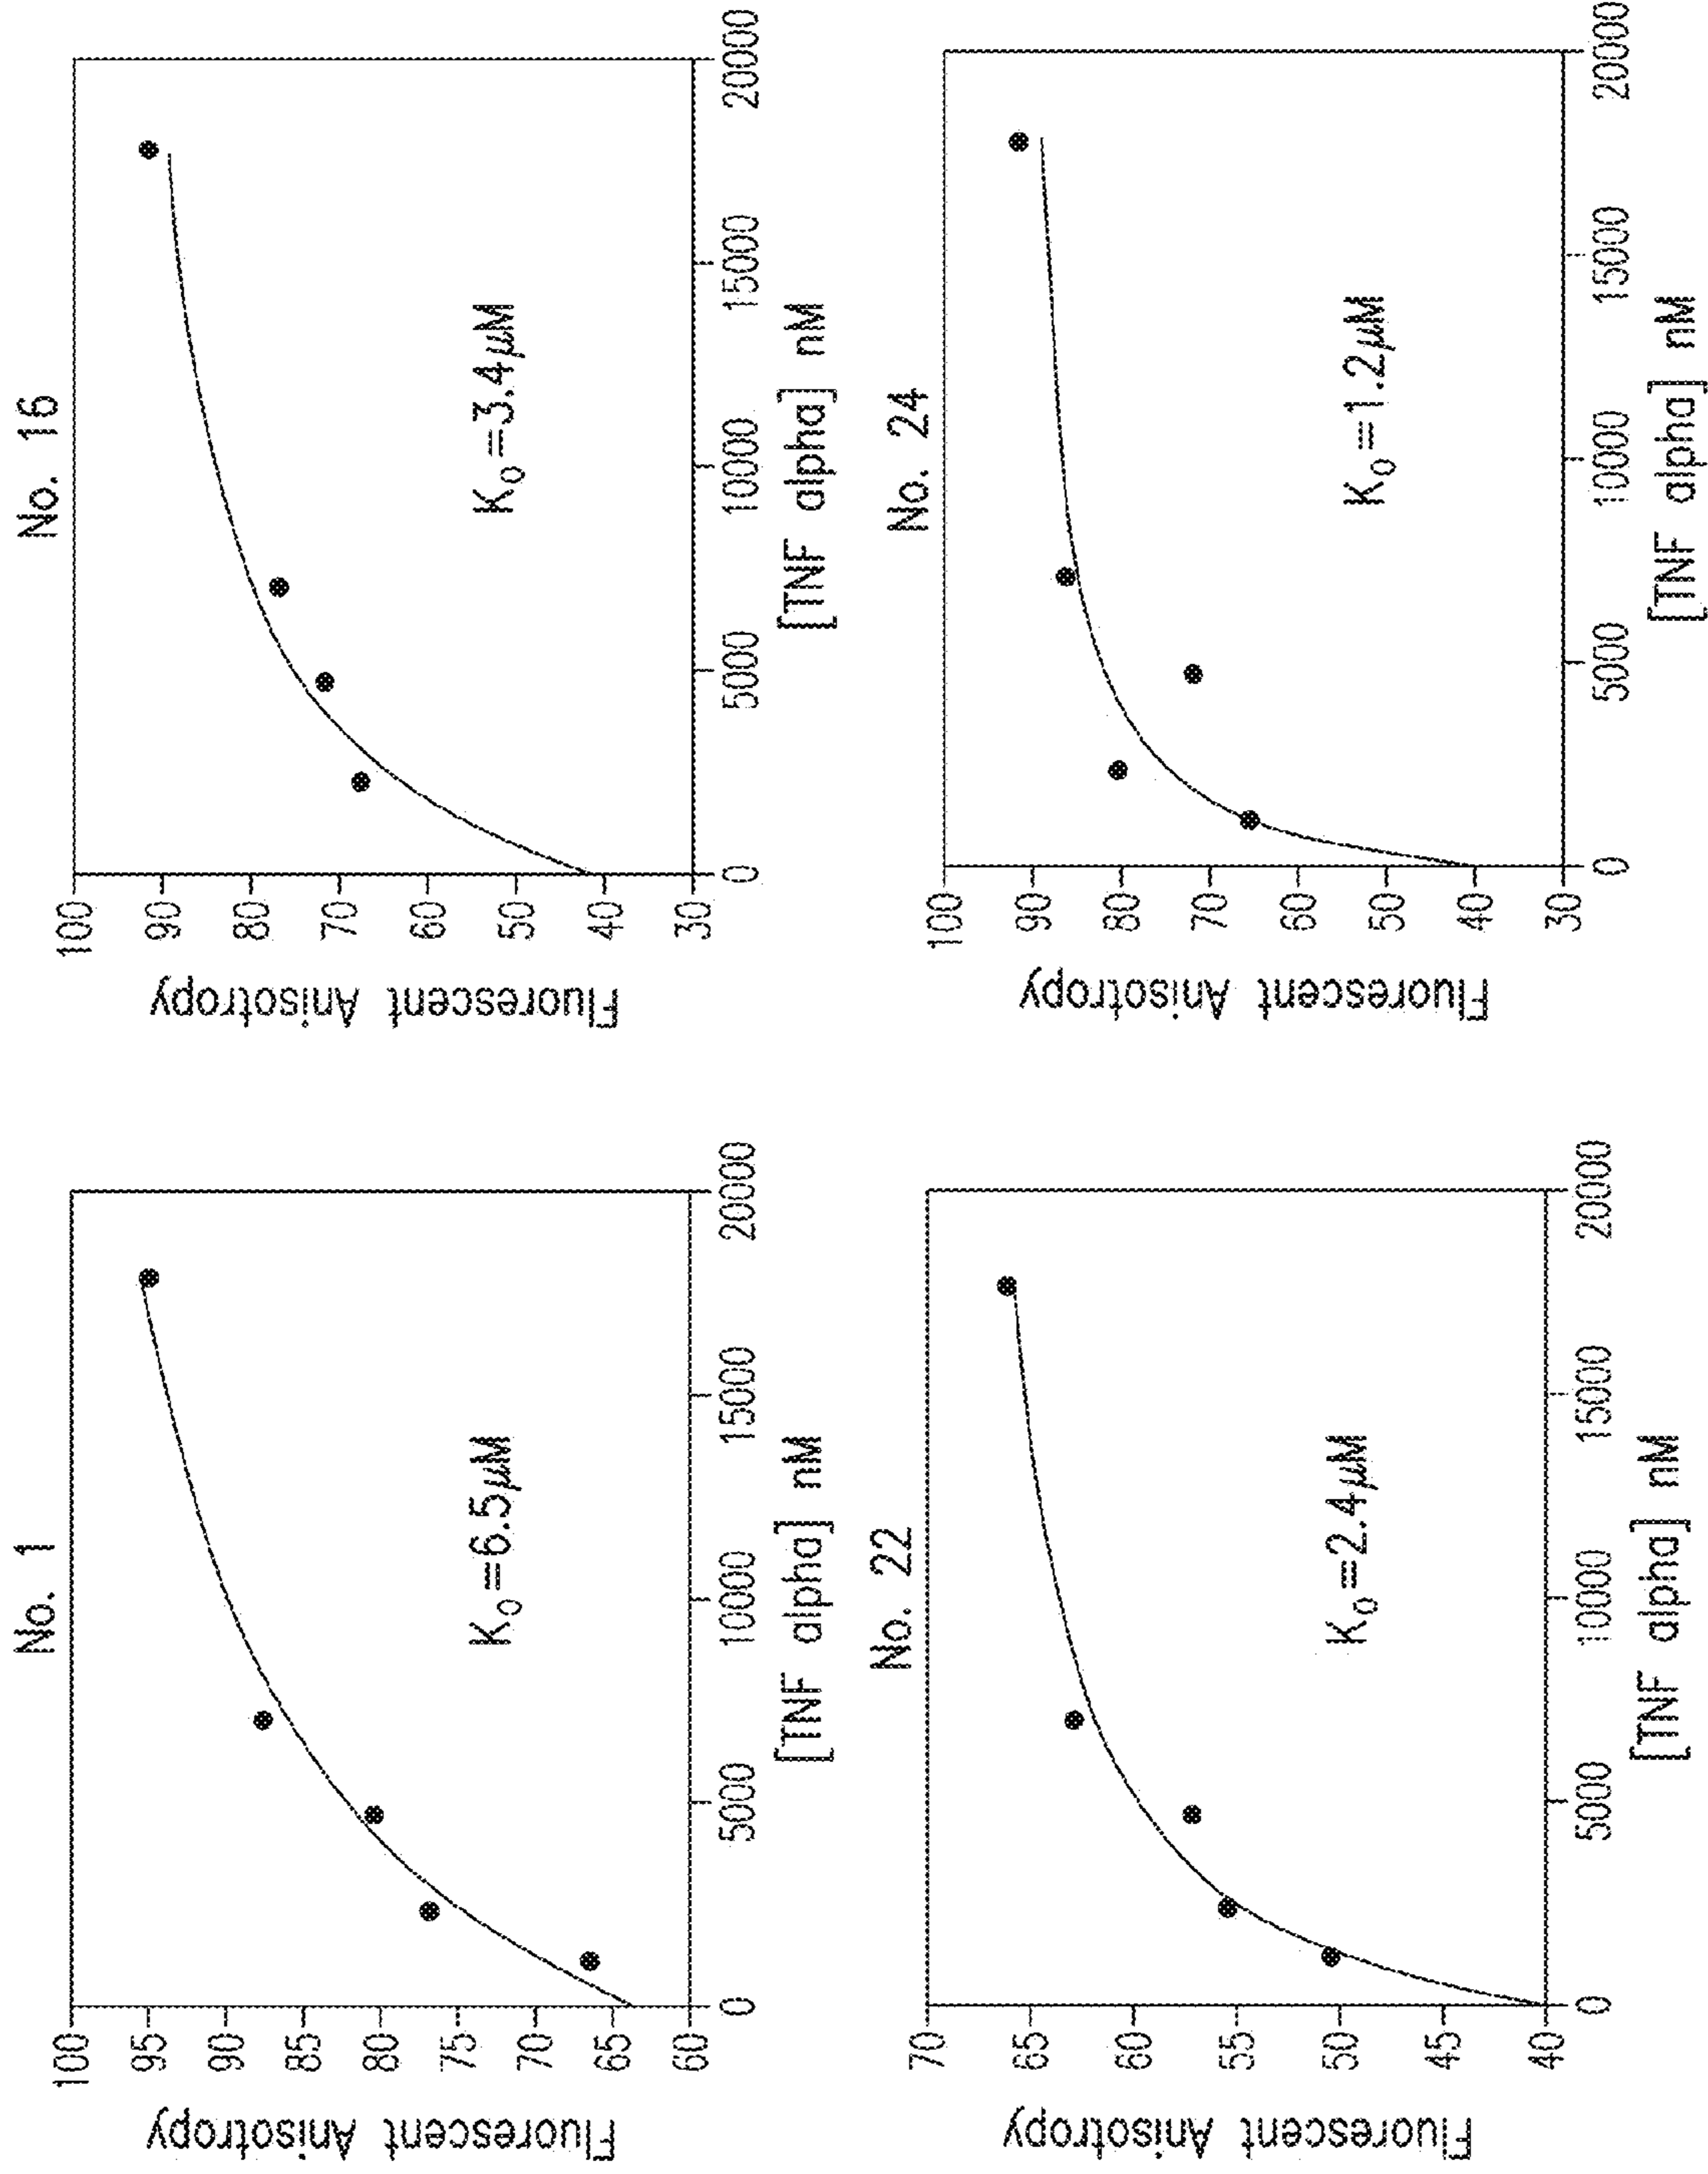 No. 1
Fluorescent Anisotropy
100
95
90
85
80
75
70
65
60
K0=6.5μM
0 5000 10000 15000 20000
[TNF alpha] nM
No. 16
Fluorescent Anisotropy
100
90
80
70
60
50
40
30
K0=3.4μM
0 5000 10000 15000 20000
[TNF alpha] nM
No. 22
Fluorescent Anisotropy
70
65
60
55
50
45
40
K0=2.4μM
0 5000 10000 15000 20000
[TNF alpha] nM
No. 24
Fluorescent Anisotropy
100
90
80
70
60
50
40
30
K0=1.2μM
0 5000 10000 15000 20000
[TNF alpha] nM